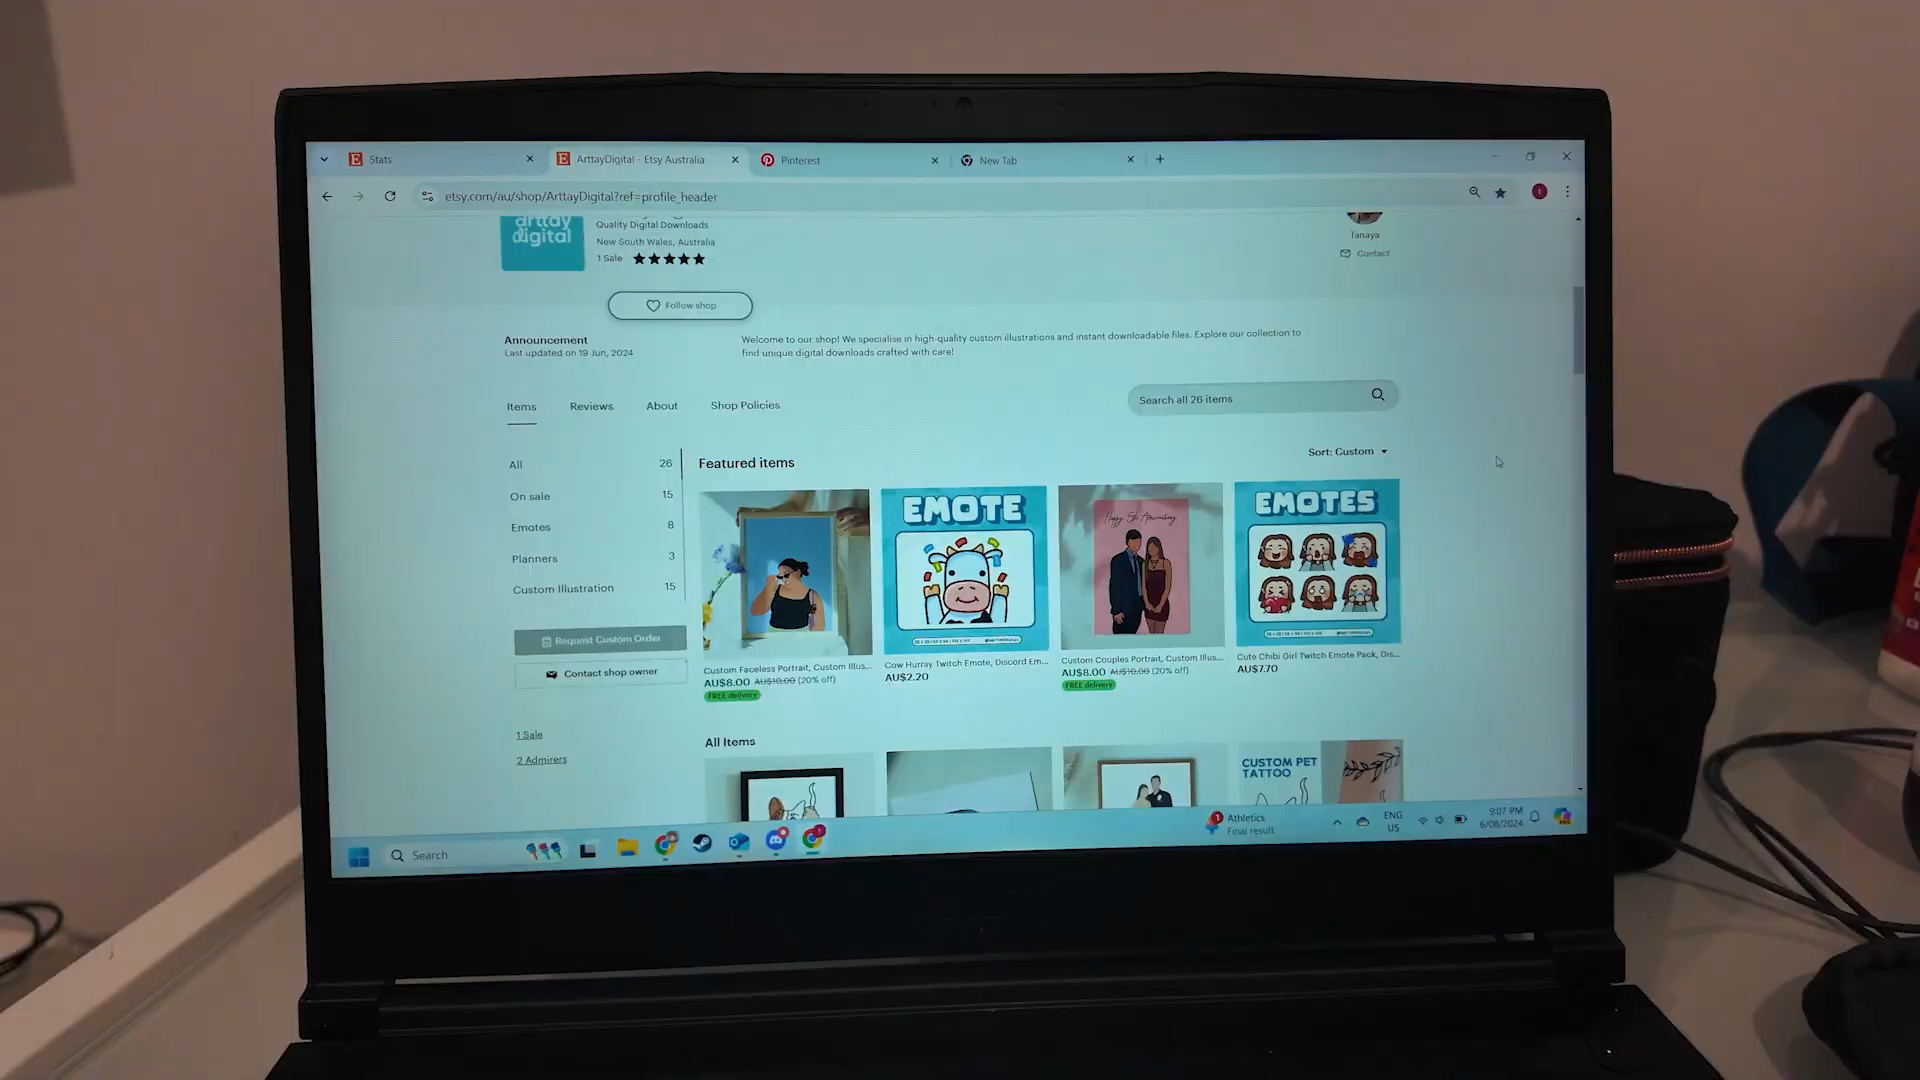 Stats
ArttayDigital - Etsy Australia
Pinterest
New Tab
etsy.com/au/shop/ArttayDigital?ref=profile_header
arttay
digital
Quality Digital Downloads
New South Wales, Australia
1 Sale
Tanaya
Contact
Follow shop
Announcement
Last updated on 19 Jun, 2024
Welcome to our shop! We specialise in high-quality custom illustrations and instant downloadable files. Explore our collection to
find unique digital downloads crafted with care!
Items
Reviews
About
Shop Policies
Search all 26 items
All 26
On sale 15
Emotes 8
Planners 3
Custom Illustration 15
Request Custom Order
Contact shop owner
1 Sale
2 Admirers
Featured items
Sort: Custom
Happy 5th Anniversary
EMOTE
EMOTES
Custom Faceless Portrait, Custom Illus...
AU$8.00 AU$10.00 (20% off)
FREE delivery
Cow Hurray Twitch Emote, Discord Em...
AU$2.20
Custom Couples Portrait, Custom Illus...
AU$8.00 AU$10.00 (20% off)
FREE delivery
Cute Chibi Girl Twitch Emote Pack, Dis...
AU$7.70
All Items
CUSTOM PET
TATTOO
Search
Athletics
Final result
ENG
US
9:07 PM
6/08/2024